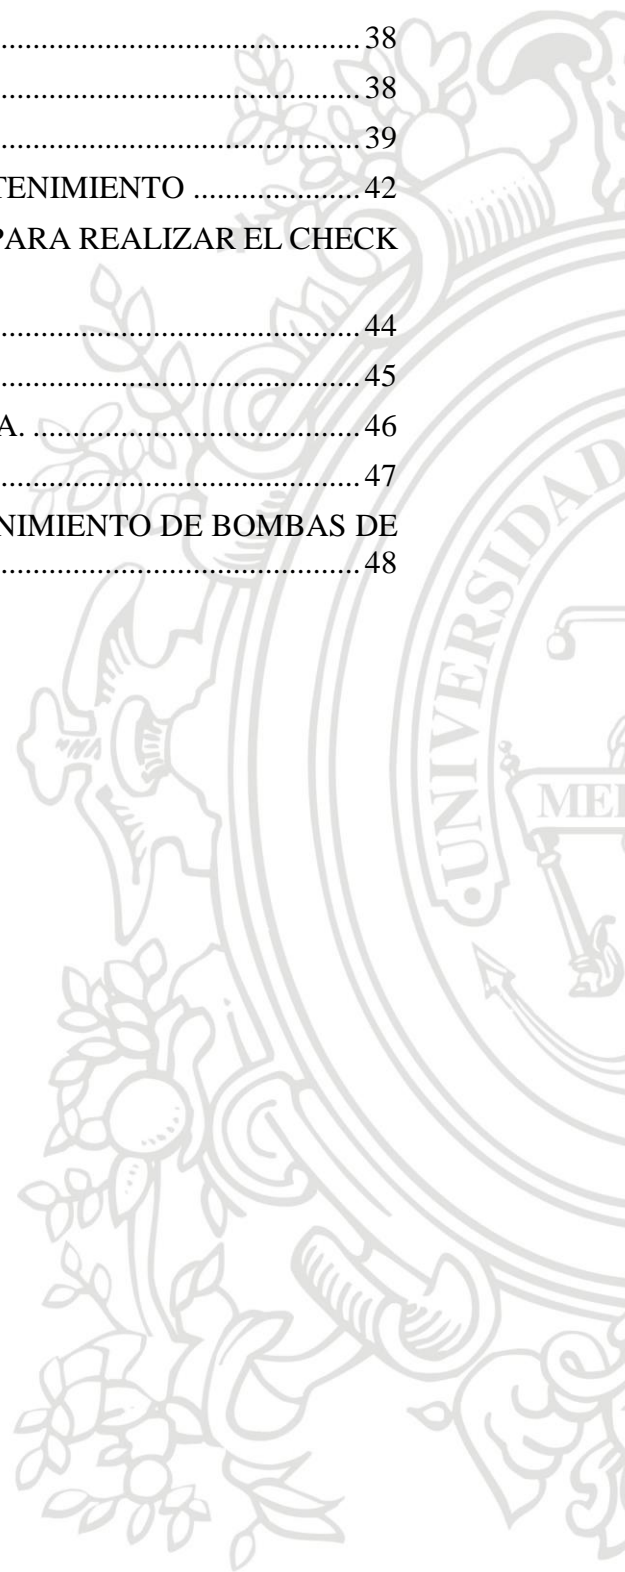 ........................................... 38
........................................... 38
........................................... 39
TENIMIENTO .................... 42
PARA REALIZAR EL CHECK
........................................... 44
........................................... 45
A. ....................................... 46
........................................... 47
NIMIENTO DE BOMBAS DE
........................................... 48
UNIVERSIDAD